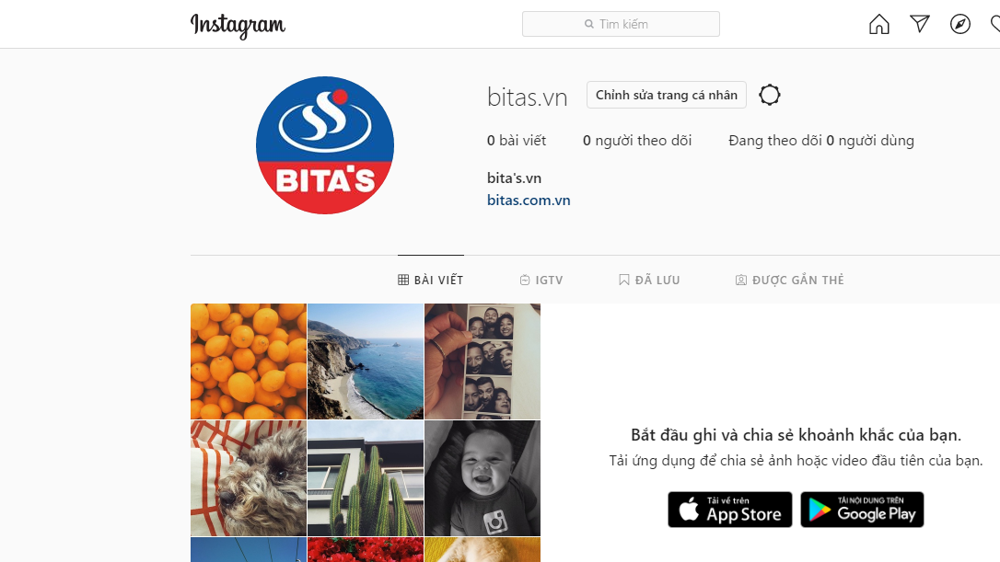 Instagram
Tìm kiếm
BITA'S
bitas.vn
Chỉnh sửa trang cá nhân
0 bài viết
0 người theo dõi
Đang theo dõi 0 người dùng
bita's.vn
bitas.com.vn
BÀI VIẾT
IGTV
ĐÃ LƯU
ĐƯỢC GẮN THẺ
Bắt đầu ghi và chia sẻ khoảnh khắc của bạn.
Tải ứng dụng để chia sẻ ảnh hoặc video đầu tiên của bạn.
Tải về trên
App Store
TẢI NỘI DUNG TRÊN
Google Play